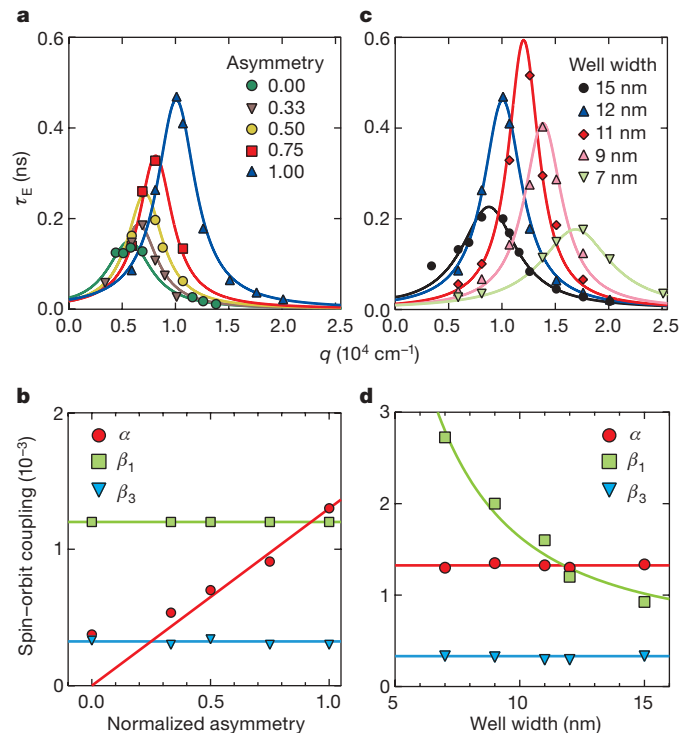 a
c
0.6
0.4
0.2
0.0
τE (ns)
Asymmetry
0.00
0.33
0.50
0.75
1.00
0.0 0.5 1.0 1.5 2.0 2.5
0.6
0.4
0.2
0.0
Well width
15 nm
12 nm
11 nm
9 nm
7 nm
0.0 0.5 1.0 1.5 2.0 2.5
q (10⁴ cm⁻¹)
b
d
2
1
0
Spin–orbit coupling (10⁻³)
α
β₁
β₃
0.0 0.5 1.0
Normalized asymmetry
3
2
1
0
α
β₁
β₃
5 10 15
Well width (nm)